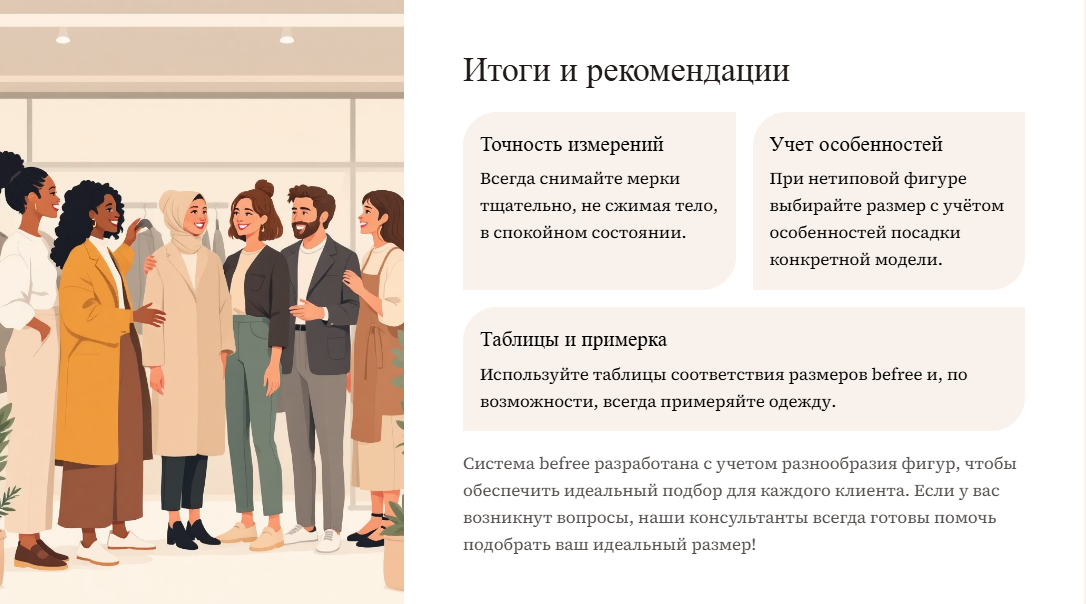 Итоги и рекомендации
Точность измерений
Всегда снимайте мерки
тщательно, не сжимая тело,
в спокойном состоянии.
Учет особенностей
При нетиповой фигуре
выбирайте размер с учётом
особенностей посадки
конкретной модели.
Таблицы и примерка
Используйте таблицы соответствия размеров befree и, по
возможности, всегда примеряйте одежду.
Система befree разработана с учетом разнообразия фигур, чтобы
обеспечить идеальный подбор для каждого клиента. Если у вас
возникнут вопросы, наши консультанты всегда готовы помочь
подобрать ваш идеальный размер!